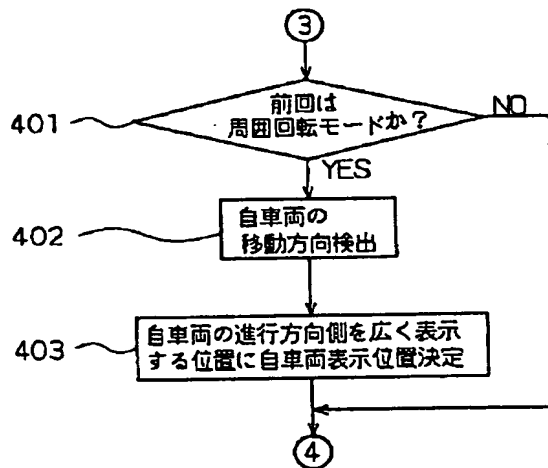 3
前回は
周囲回転モードか?
NO
401
YES
402
自車両の
移動方向検出
403
自車両の進行方向側を広く表示
する位置に自車両表示位置決定
4